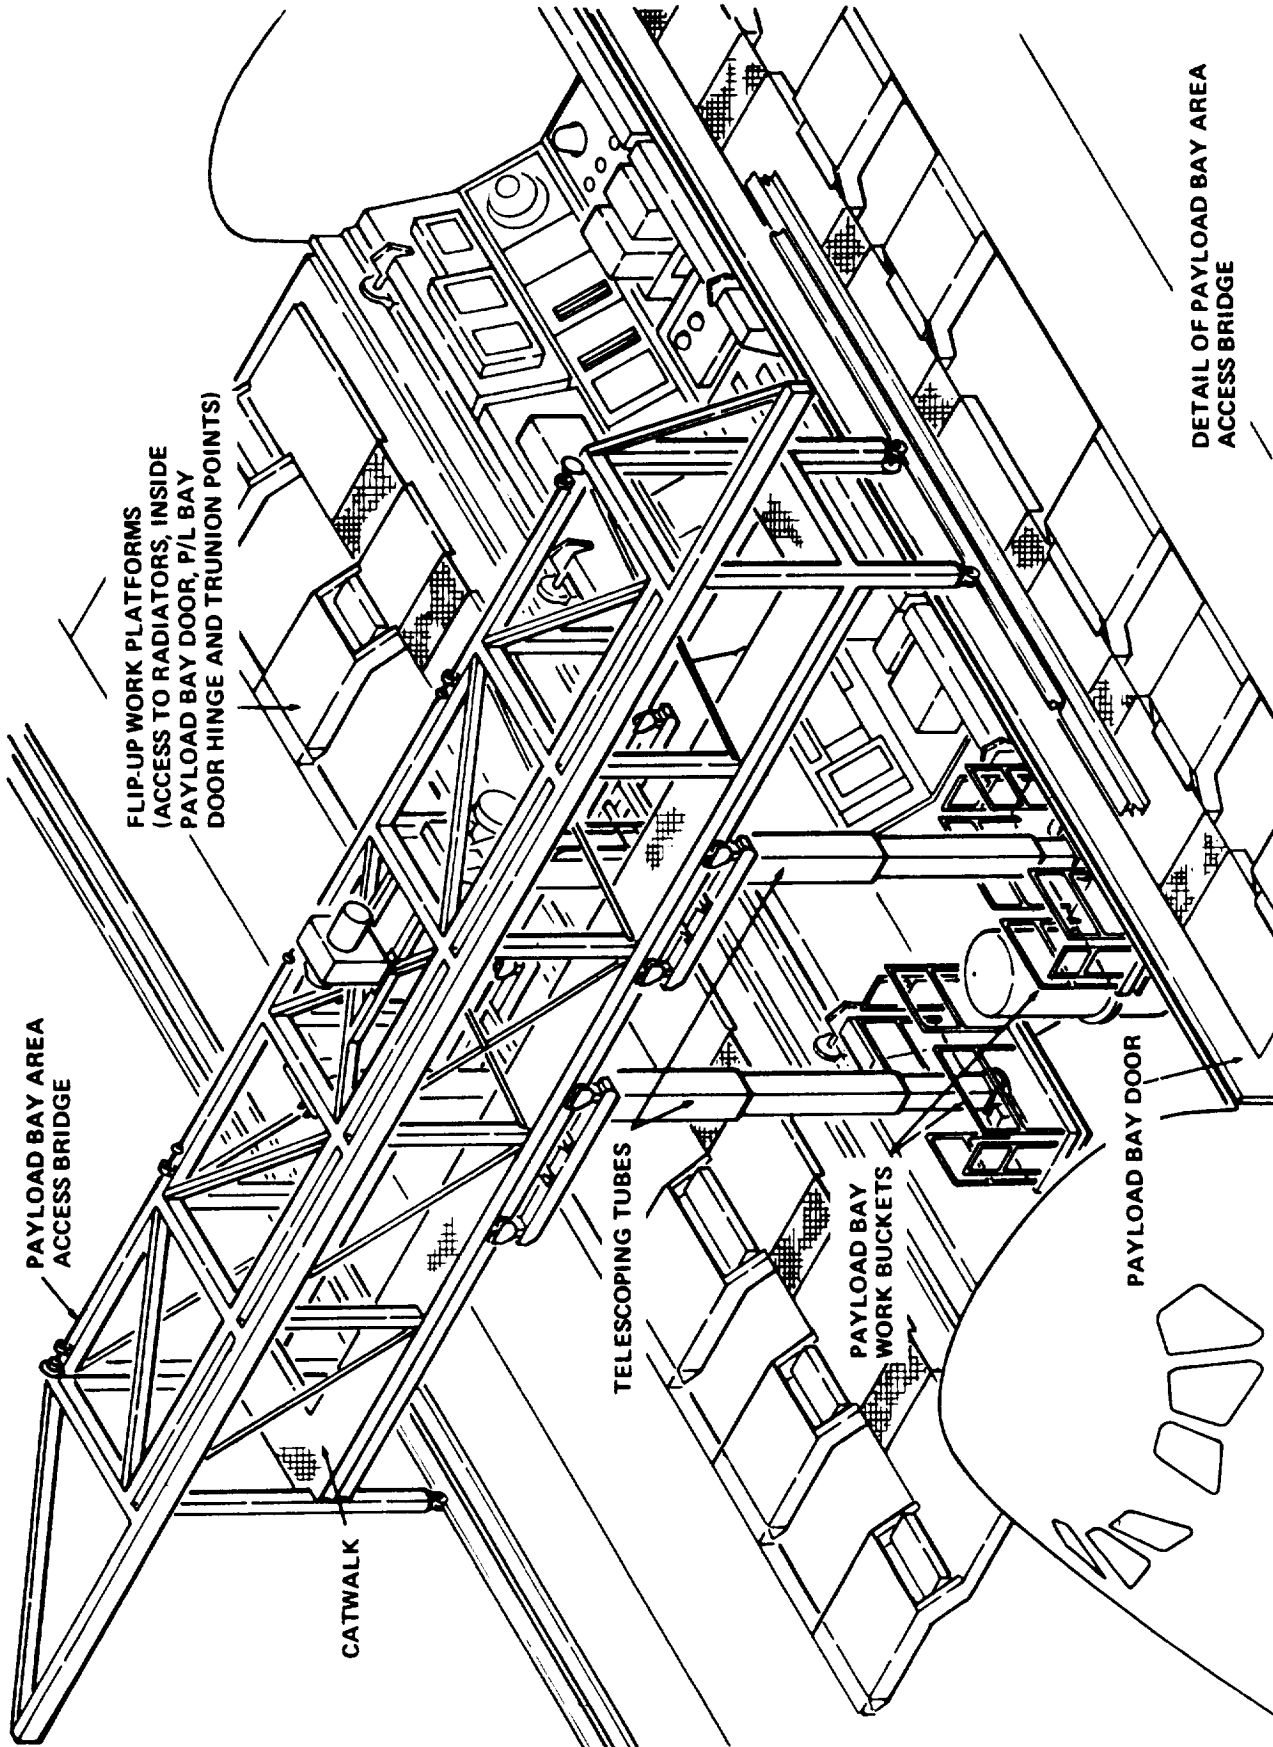 PAYLOAD BAY AREA
ACCESS BRIDGE
FLIP-UP WORK PLATFORMS
(ACCESS TO RADIATORS, INSIDE
PAYLOAD BAY DOOR, P/L BAY
DOOR HINGE AND TRUNION POINTS)
CATWALK
TELESCOPING TUBES
PAYLOAD BAY
WORK BUCKETS
PAYLOAD BAY DOOR
DETAIL OF PAYLOAD BAY AREA
ACCESS BRIDGE